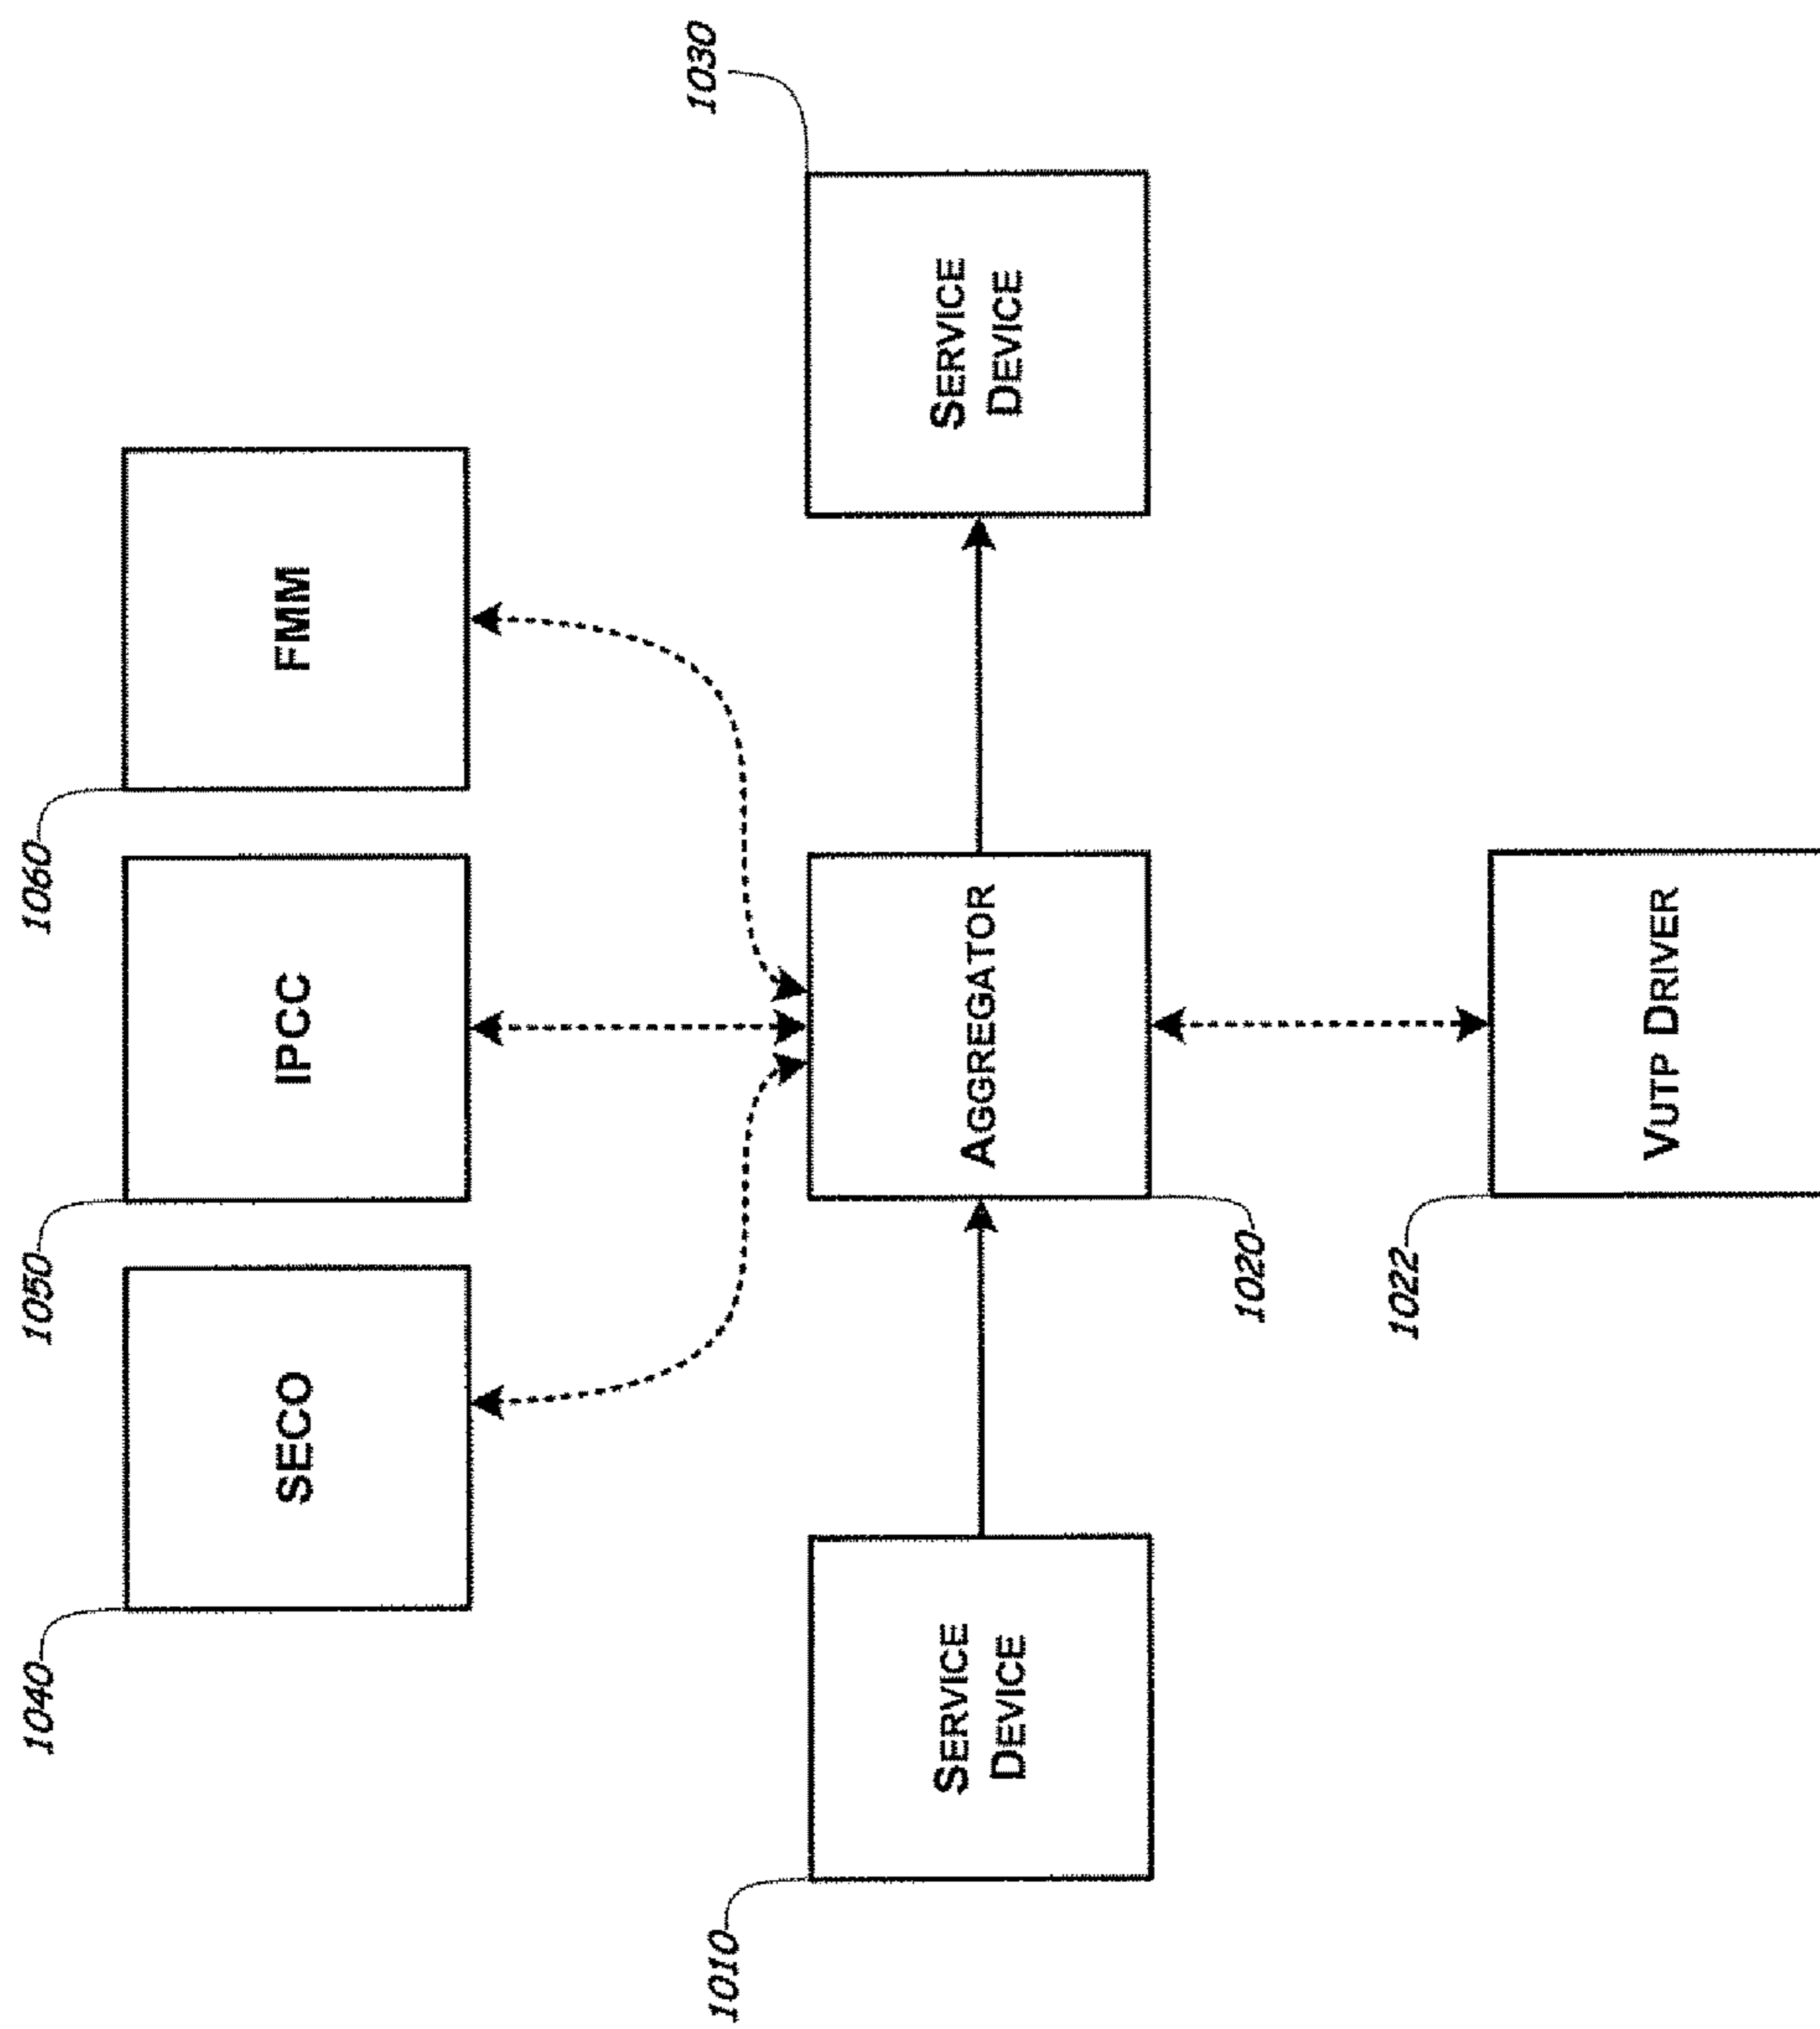 1040
SECO
1050
IPCC
1060
FMM
1010
SERVICE
DEVICE
1020
AGGREGATOR
1030
SERVICE
DEVICE
1022
VUTP DRIVER